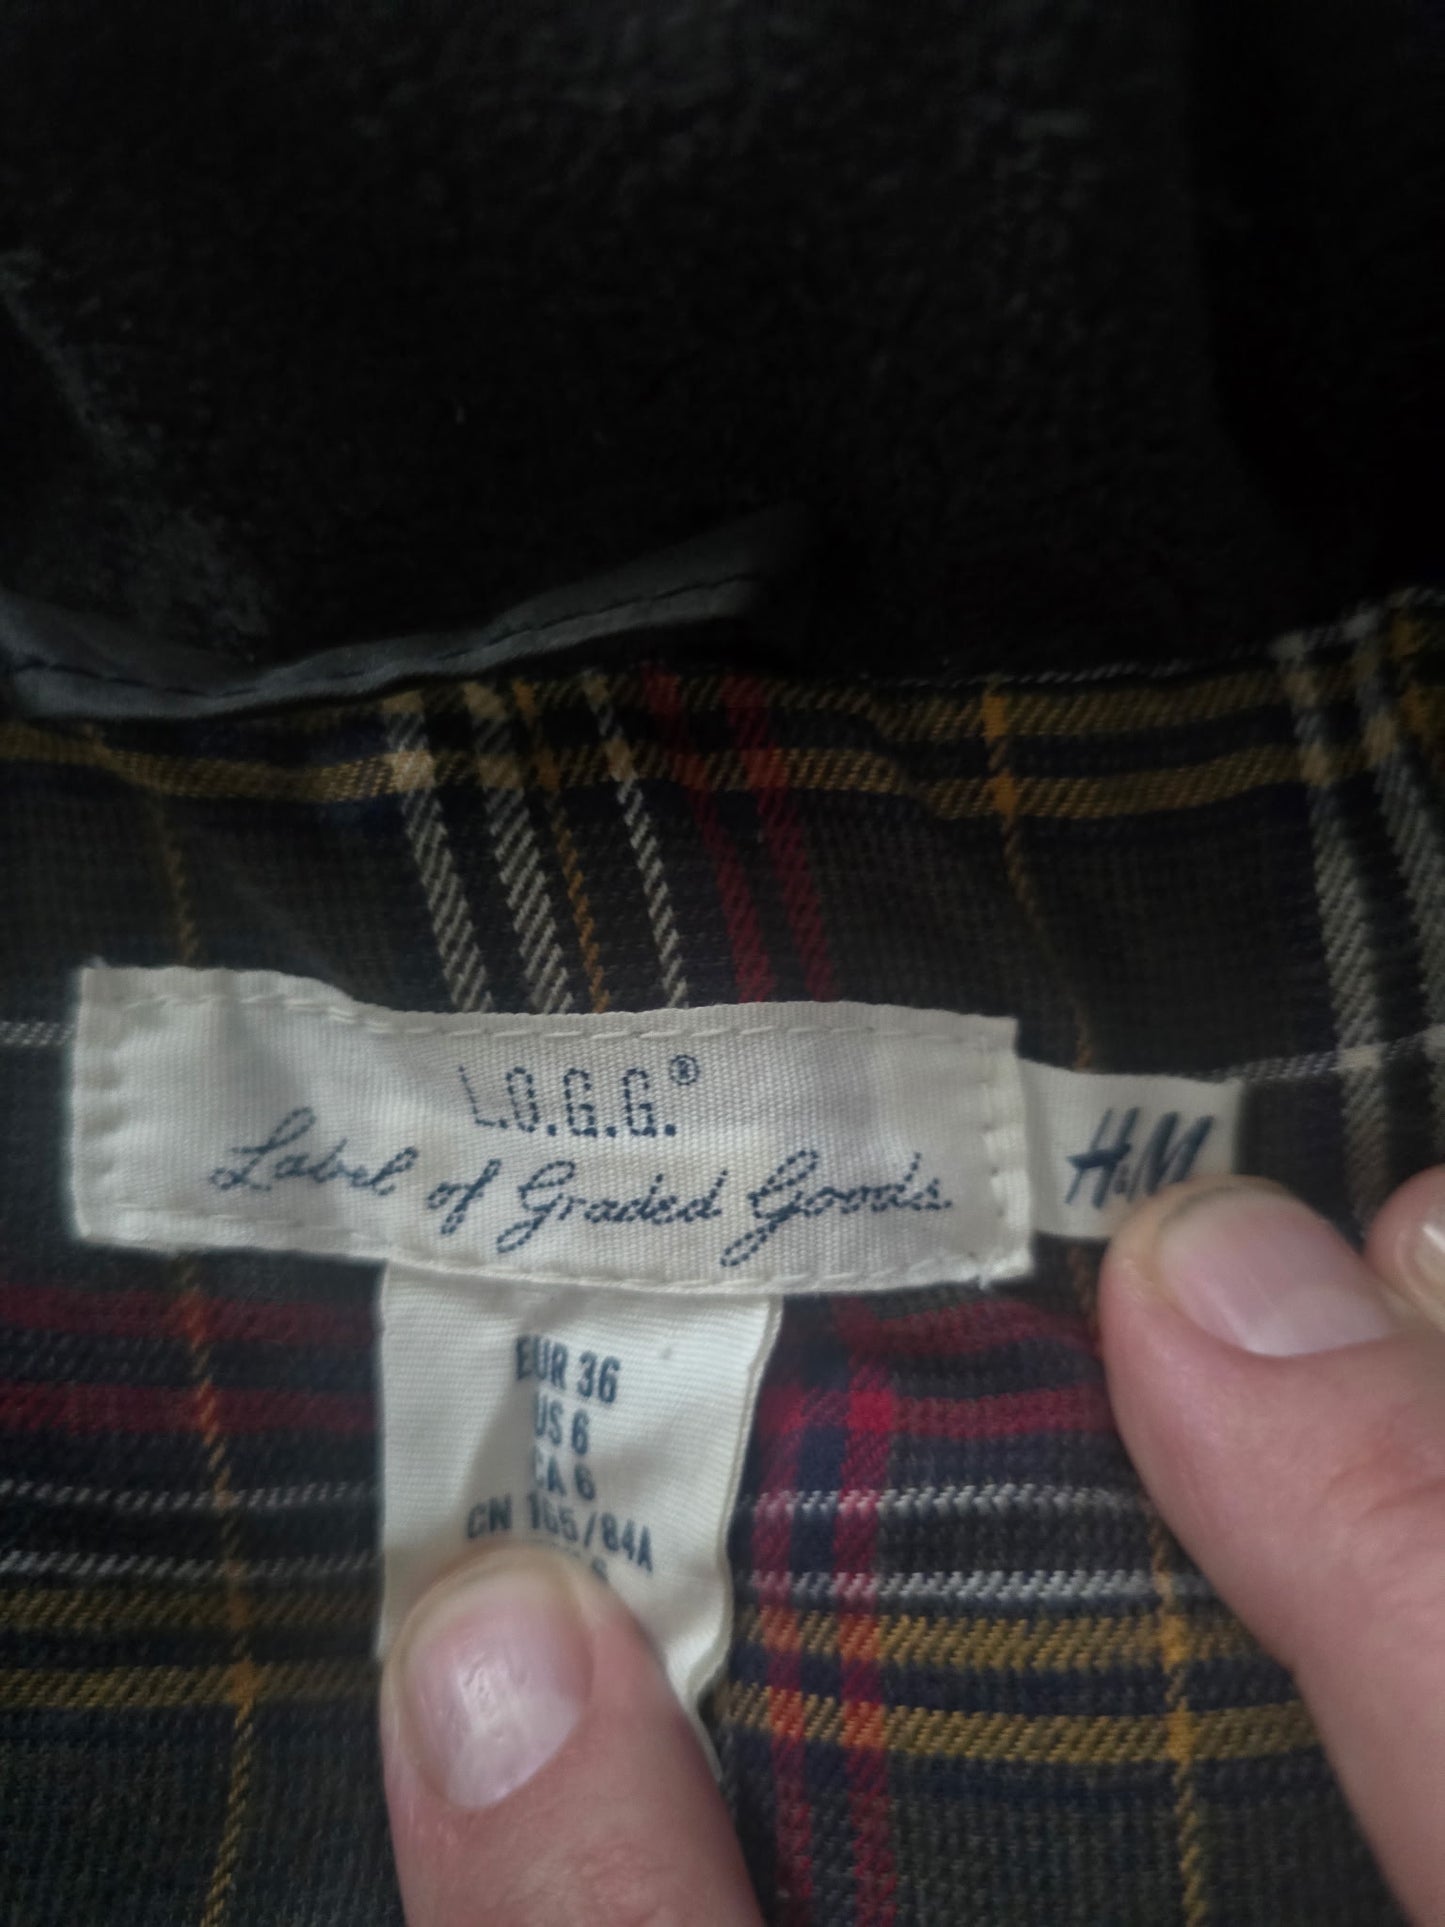 L.O.G.G.®
Label of Graded Goods
H&M
EUR 36
US 6
CA 6
CN 165/84A